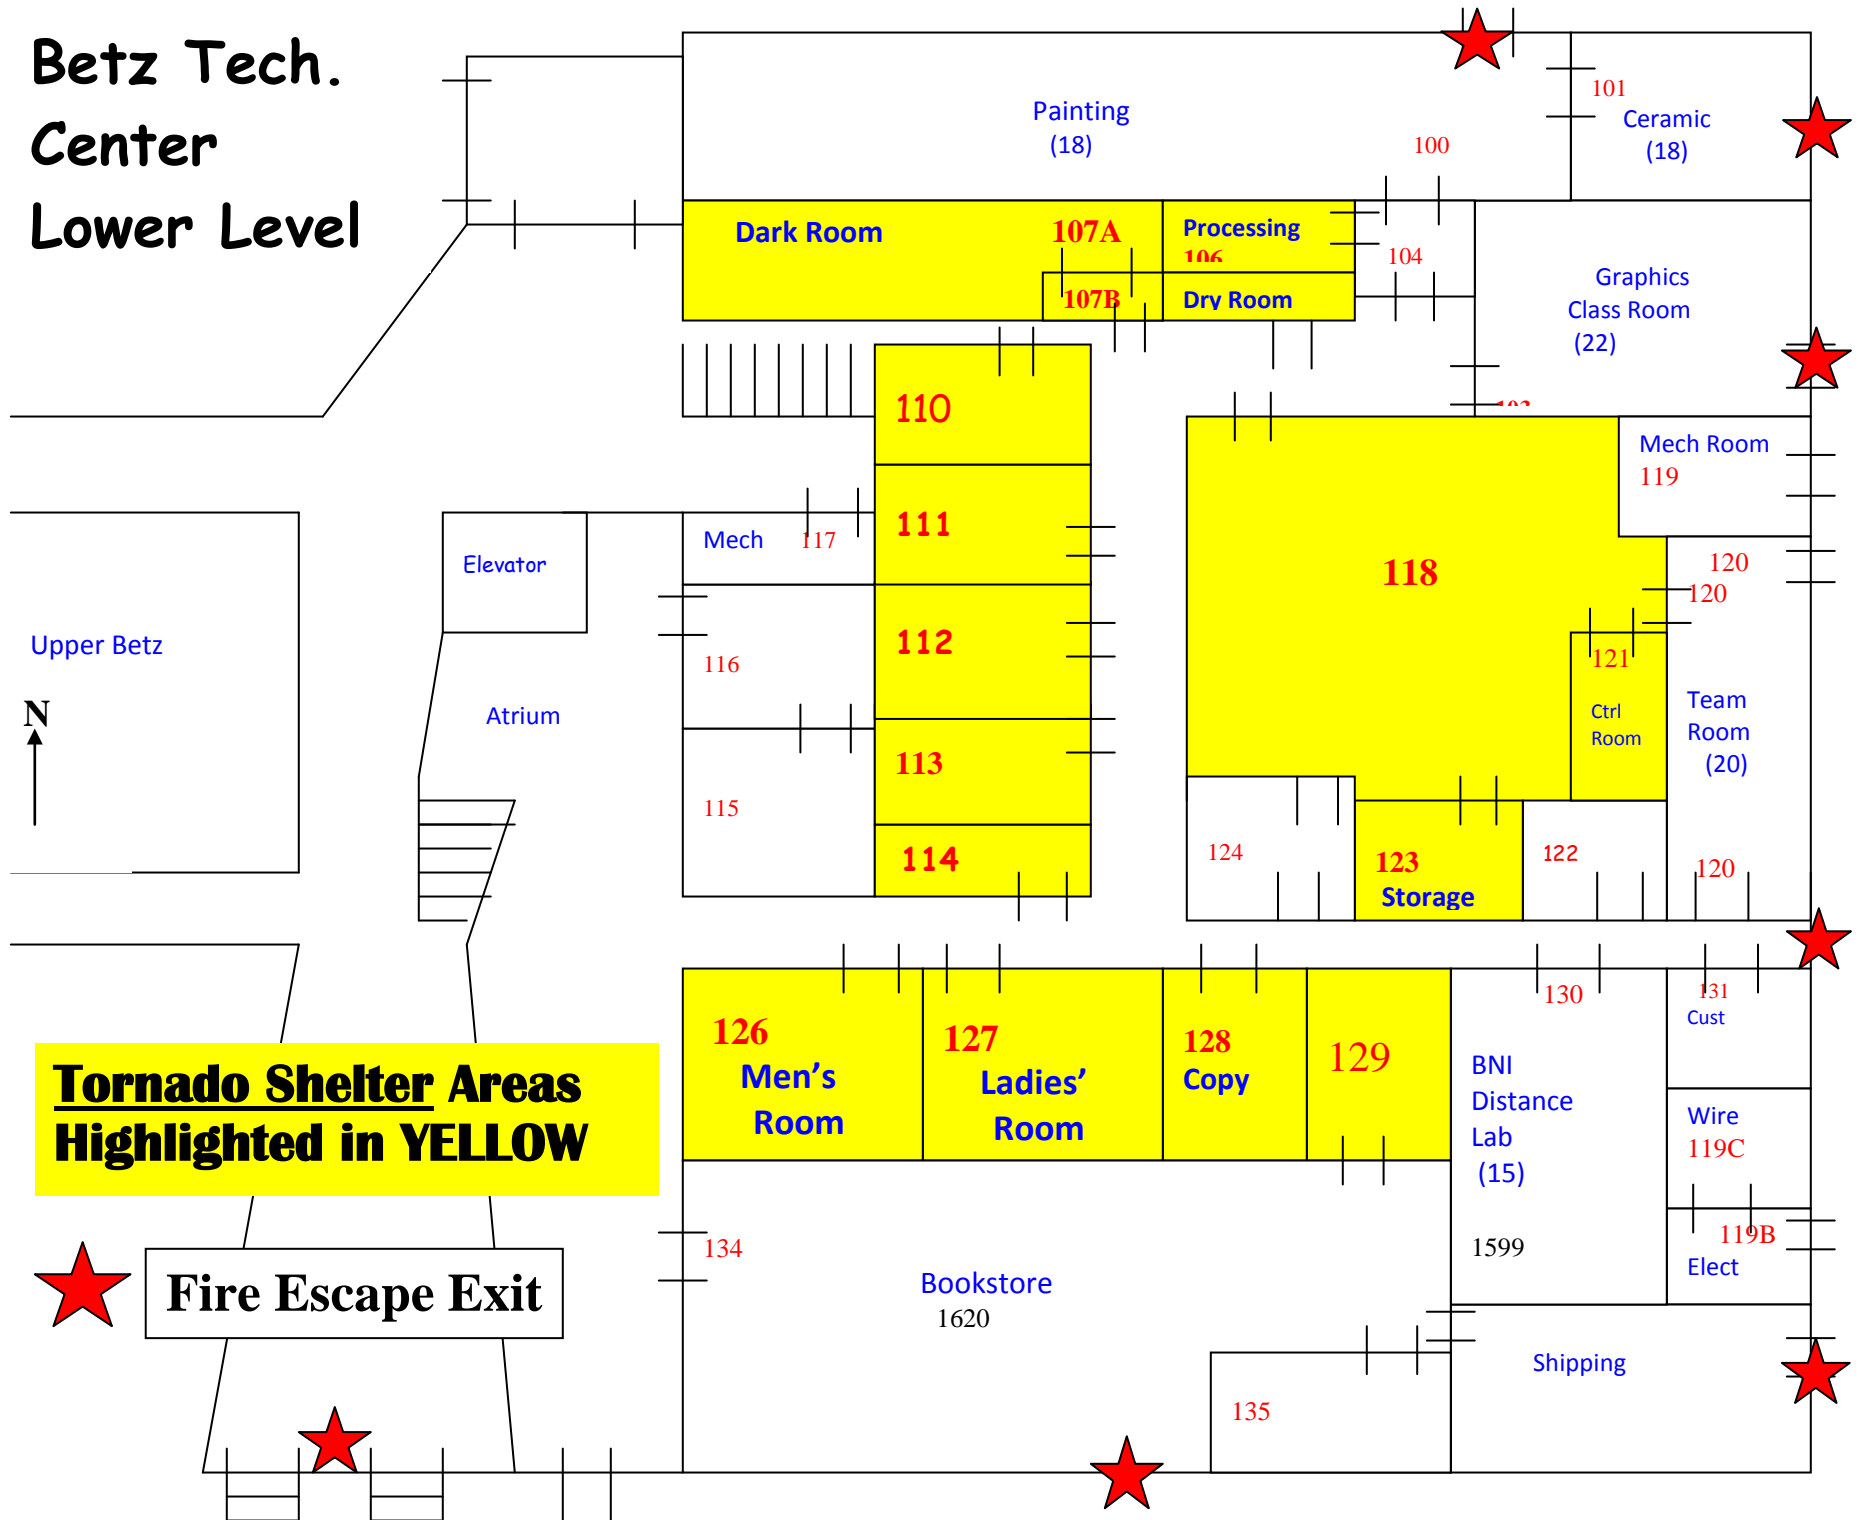 Betz Tech.
Center
Lower Level
Painting
(18)
100
101
Ceramic
(18)
Dark Room
107A
Processing
106
104
107B
Dry Room
Graphics
Class Room
(22)
103
110
Mech Room
119
111
Mech
117
Elevator
118
120
120
112
116
121
Upper Betz
N
Atrium
Ctrl
Room
Team
Room
(20)
113
115
114
124
123
Storage
122
120
126
Men's
Room
127
Ladies'
Room
128
Copy
129
130
BNI
Distance
Lab
(15)
1599
131
Cust
Wire
119C
119B
Elect
Tornado Shelter Areas
Highlighted in YELLOW
134
Bookstore
1620
Fire Escape Exit
Shipping
135